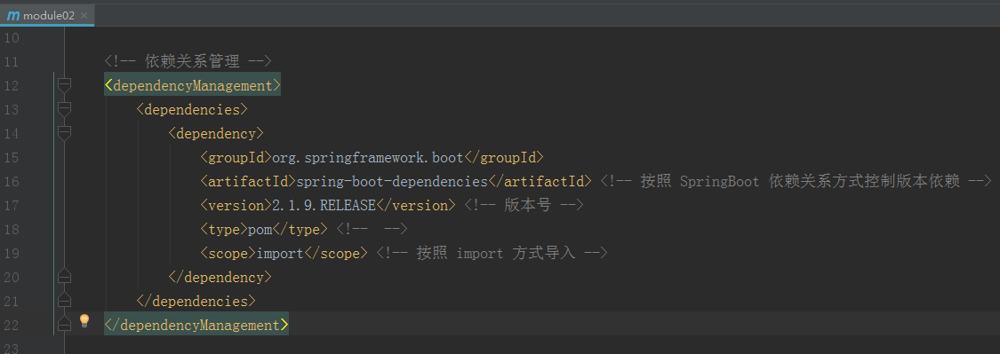 m module02 ×
10
11 <!-- 依赖关系管理 -->
12 <dependencyManagement>
13 <dependencies>
14 <dependency>
15 <groupId>org.springframework.boot</groupId>
16 <artifactId>spring-boot-dependencies</artifactId> <!-- 按照 SpringBoot 依赖关系方式控制版本依赖 -->
17 <version>2.1.9.RELEASE</version> <!-- 版本号 -->
18 <type>pom</type> <!--  -->
19 <scope>import</scope> <!-- 按照 import 方式导入 -->
20 </dependency>
21 </dependencies>
22 </dependencyManagement>
23